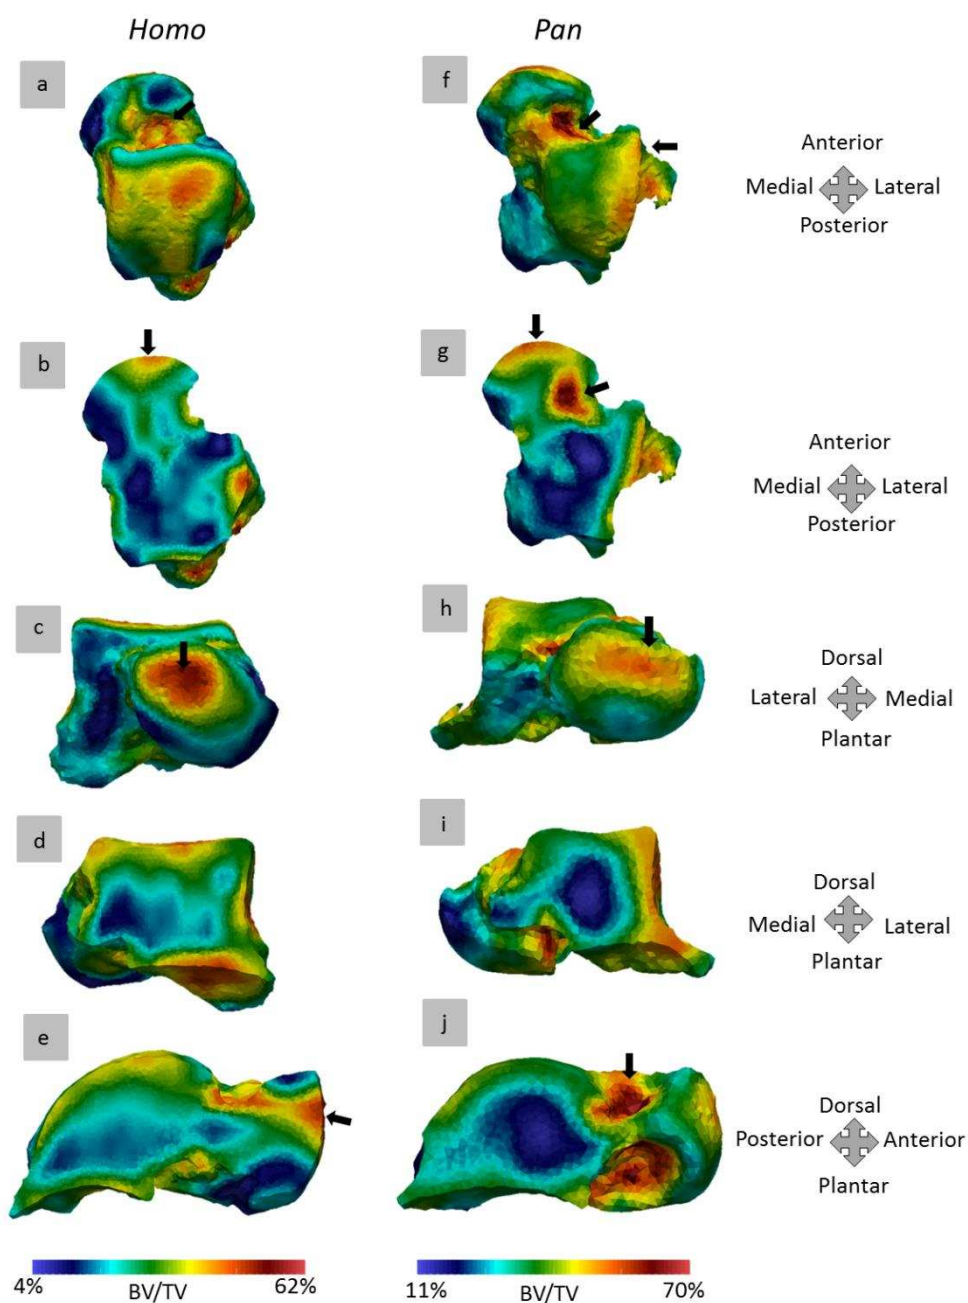 Homo
Pan
a
f
Anterior
Medial Lateral
Posterior
b
g
Anterior
Medial Lateral
Posterior
c
h
Dorsal
Lateral Medial
Plantar
d
i
Dorsal
Medial Lateral
Plantar
e
j
Dorsal
Posterior Anterior
Plantar
4% BV/TV 62%
11% BV/TV 70%